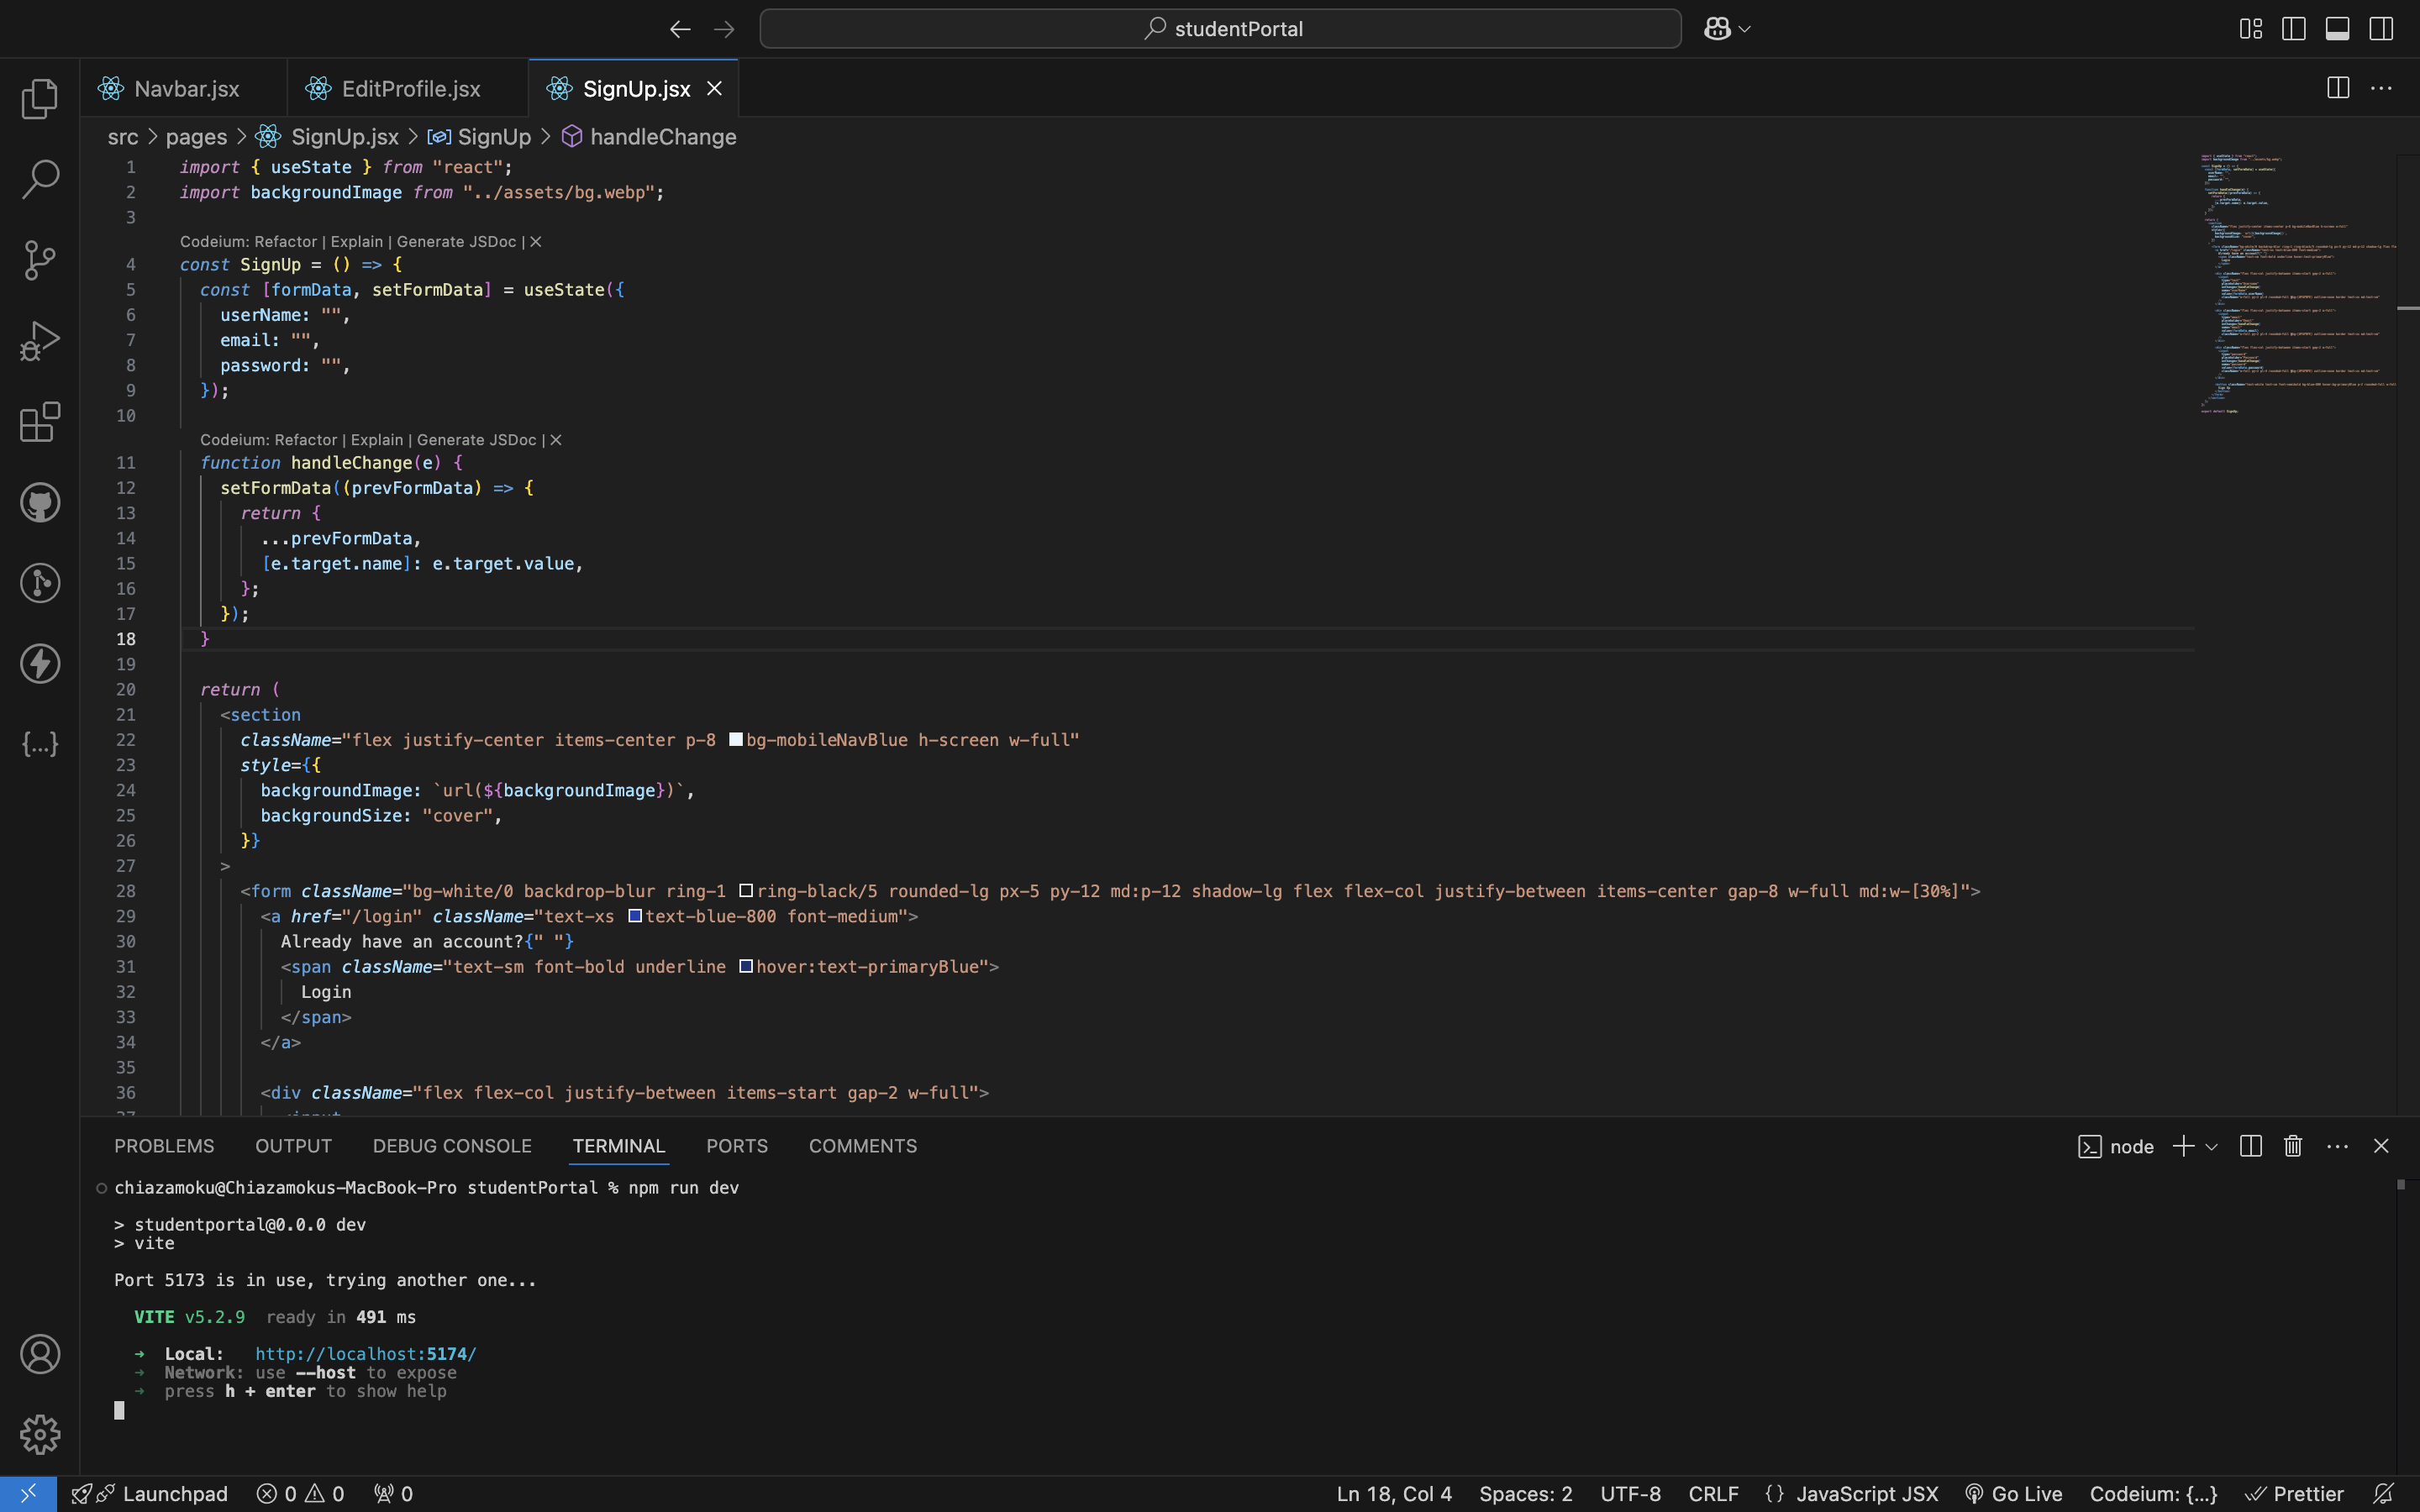 studentPortal
Navbar.jsx
EditProfile.jsx
SignUp.jsx
src > pages > SignUp.jsx > SignUp > handleChange
1 import { useState } from "react";
2 import backgroundImage from "../assets/bg.webp";
3
Codeium: Refactor | Explain | Generate JSDoc | ×
4 const SignUp = () => {
5 const [formData, setFormData] = useState({
6 userName: "",
7 email: "",
8 password: "",
9 });
10
Codeium: Refactor | Explain | Generate JSDoc | ×
11 function handleChange(e) {
12 setFormData((prevFormData) => {
13 return {
14 ...prevFormData,
15 [e.target.name]: e.target.value,
16 };
17 });
18 }
19
20 return (
21 <section
22 className="flex justify-center items-center p-8 bg-mobileNavBlue h-screen w-full"
23 style={{
24 backgroundImage: `url(${backgroundImage})`,
25 backgroundSize: "cover",
26 }}
27 >
28 <form className="bg-white/0 backdrop-blur ring-1 ring-black/5 rounded-lg px-5 py-12 md:p-12 shadow-lg flex flex-col justify-between items-center gap-8 w-full md:w-[30%]">
29 <a href="/login" className="text-xs text-blue-800 font-medium">
30 Already have an account?{" "}
31 <span className="text-sm font-bold underline hover:text-primaryBlue">
32 Login
33 </span>
34 </a>
35
36 <div className="flex flex-col justify-between items-start gap-2 w-full">
PROBLEMS OUTPUT DEBUG CONSOLE TERMINAL PORTS COMMENTS
node
chiazamoku@Chiazamokus-MacBook-Pro studentPortal % npm run dev
> studentportal@0.0.0 dev
> vite
Port 5173 is in use, trying another one...
VITE v5.2.9 ready in 491 ms
➜ Local: http://localhost:5174/
➜ Network: use --host to expose
➜ press h + enter to show help
Launchpad 0 0 0
Ln 18, Col 4 Spaces: 2 UTF-8 CRLF {} JavaScript JSX Go Live Codeium: {...} Prettier